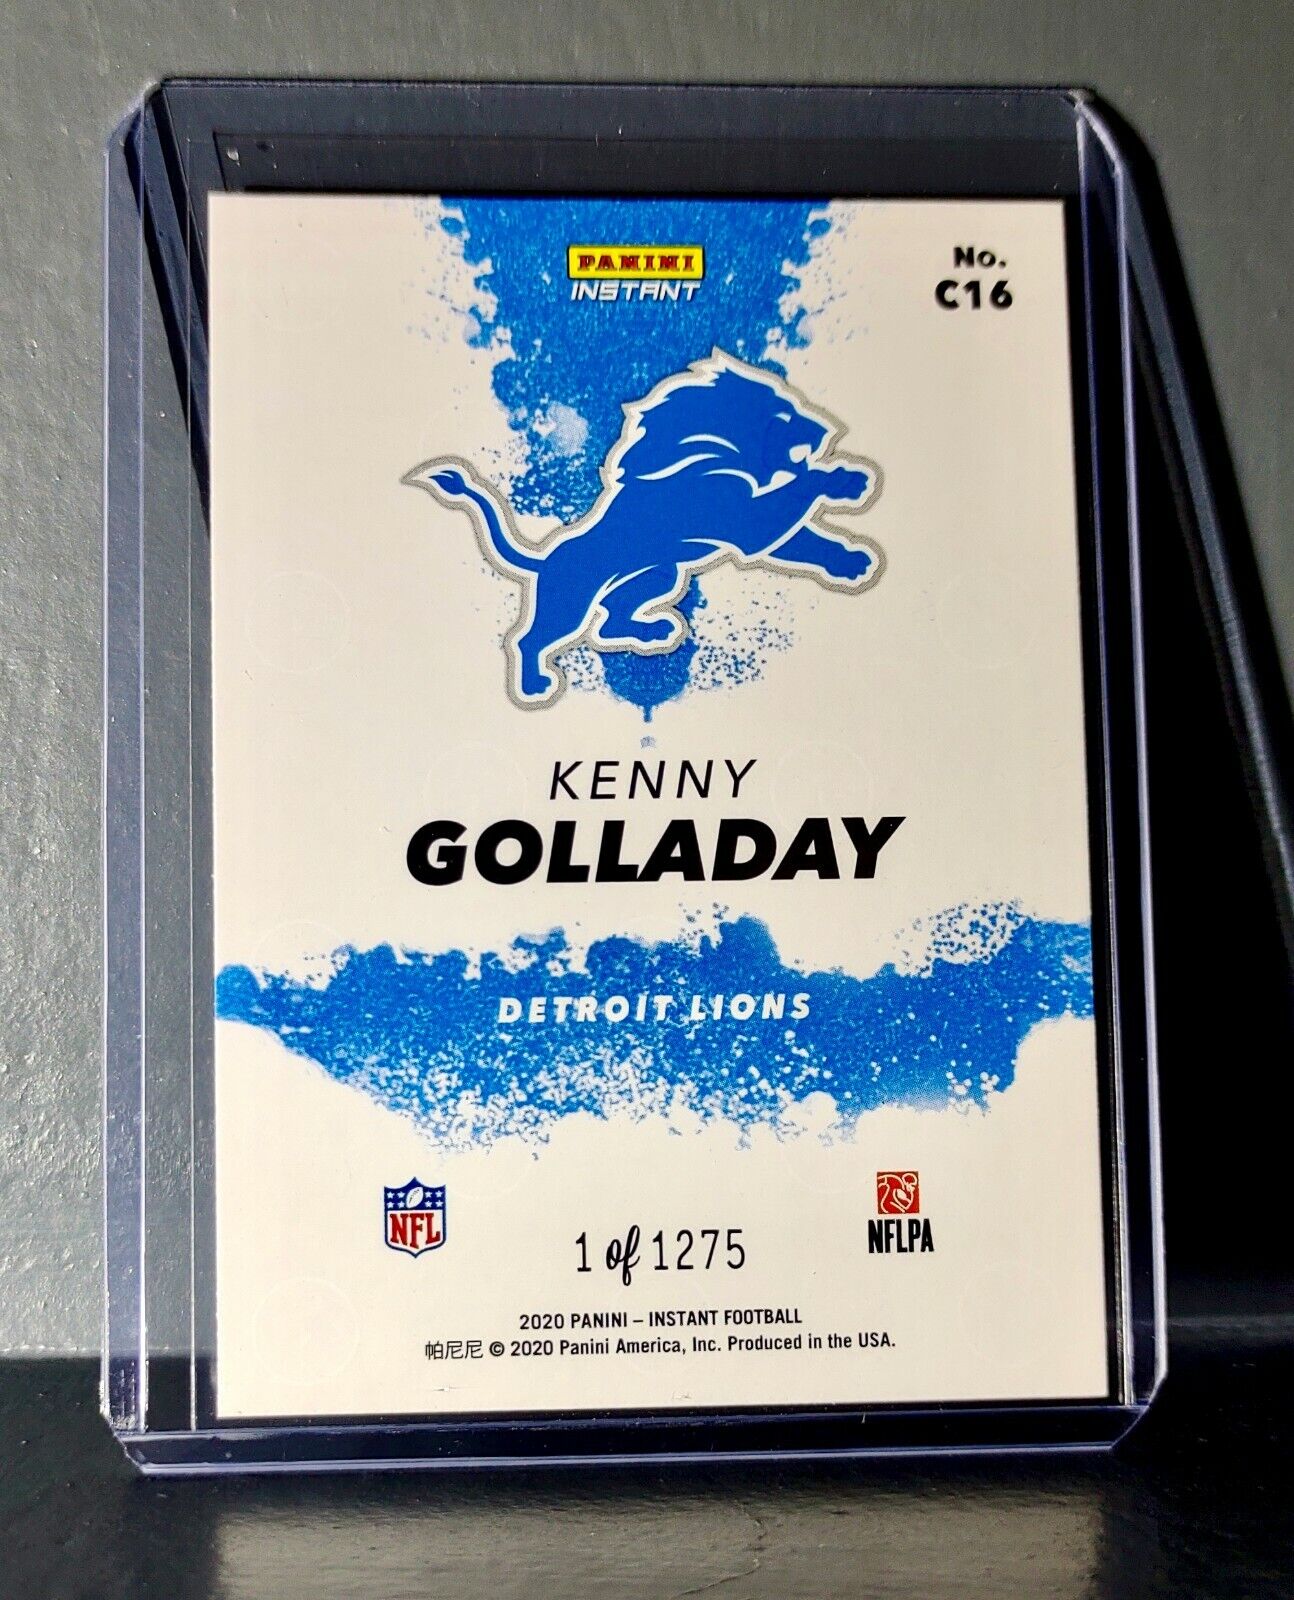 PANINI
INSTANT
No.
C16
KENNY
GOLLADAY
DETROIT LIONS
NFL
1 of 1275
NFLPA
2020 PANINI – INSTANT FOOTBALL
帕尼尼 © 2020 Panini America, Inc. Produced in the USA.